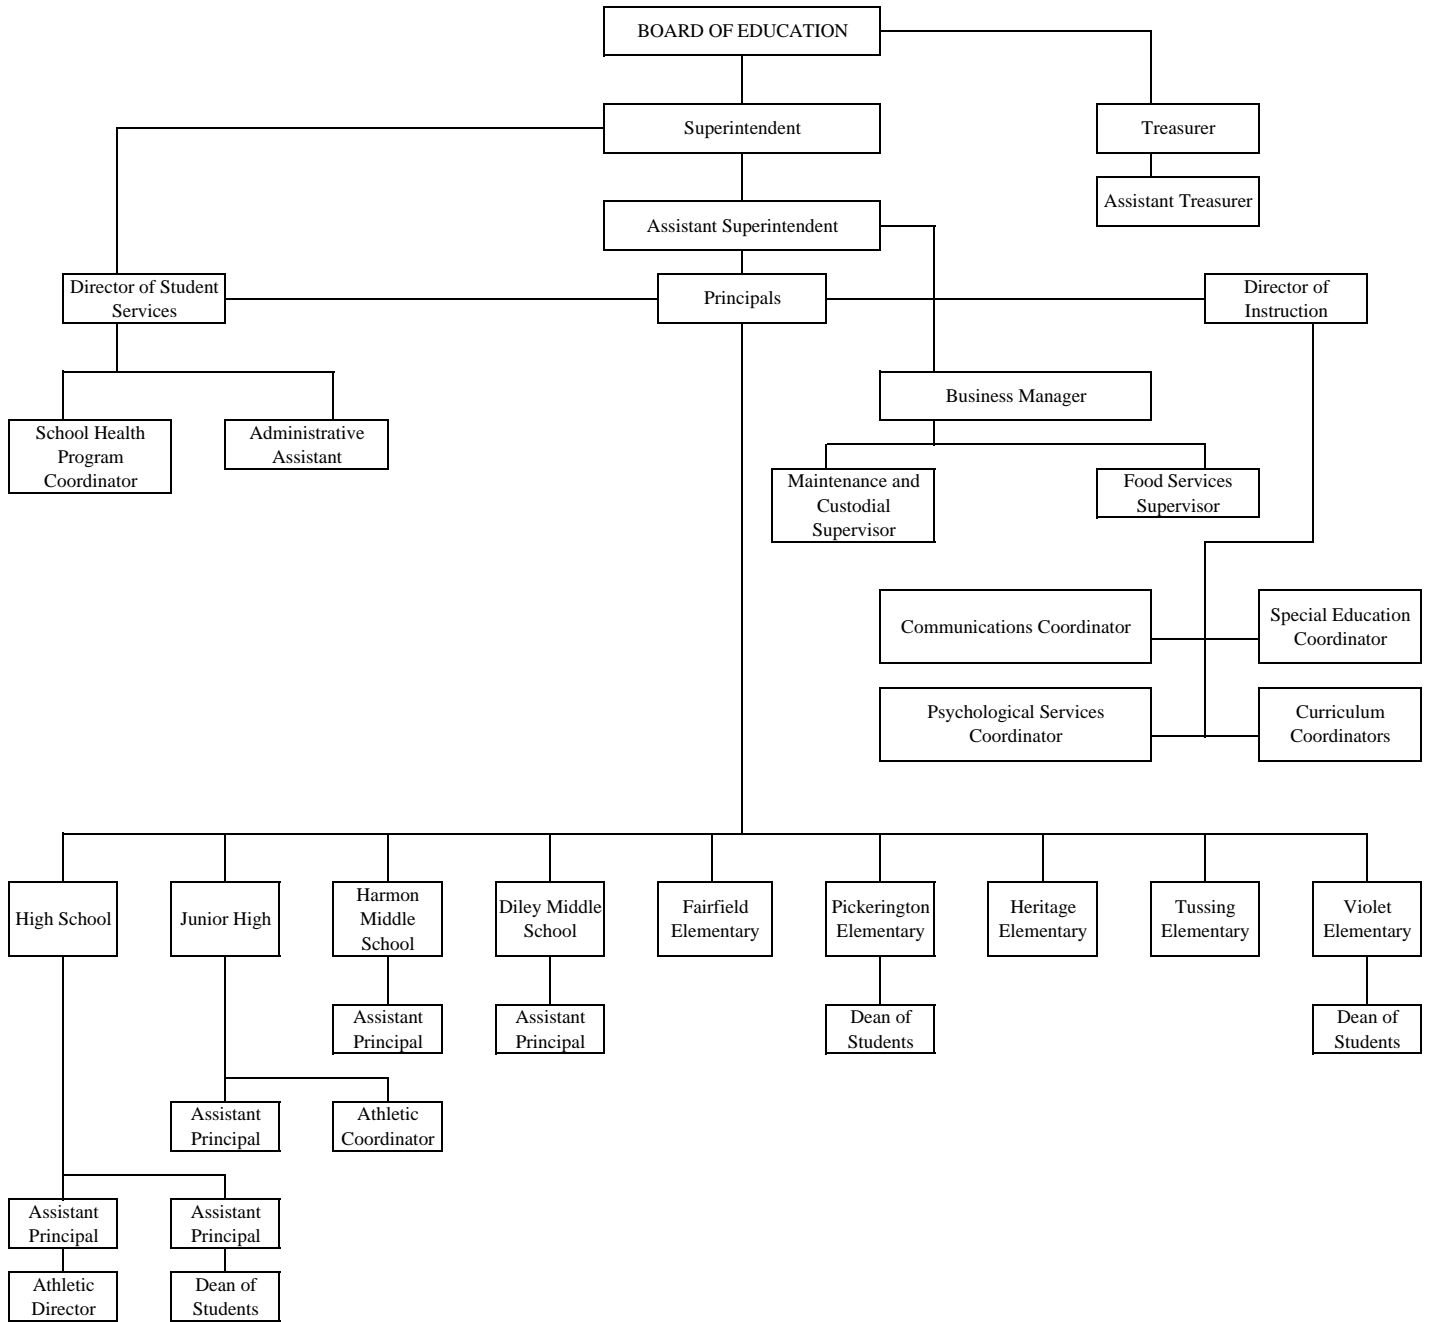 BOARD OF EDUCATION
Superintendent
Treasurer
Assistant Treasurer
Assistant Superintendent
Director of Student
Services
Principals
Director of
Instruction
Business Manager
School Health
Program
Coordinator
Administrative
Assistant
Maintenance and
Custodial
Supervisor
Food Services
Supervisor
Communications Coordinator
Special Education
Coordinator
Psychological Services
Coordinator
Curriculum
Coordinators
High School
Junior High
Harmon
Middle
School
Diley Middle
School
Fairfield
Elementary
Pickerington
Elementary
Heritage
Elementary
Tussing
Elementary
Violet
Elementary
Assistant
Principal
Assistant
Principal
Dean of
Students
Dean of
Students
Assistant
Principal
Athletic
Coordinator
Assistant
Principal
Assistant
Principal
Athletic
Director
Dean of
Students